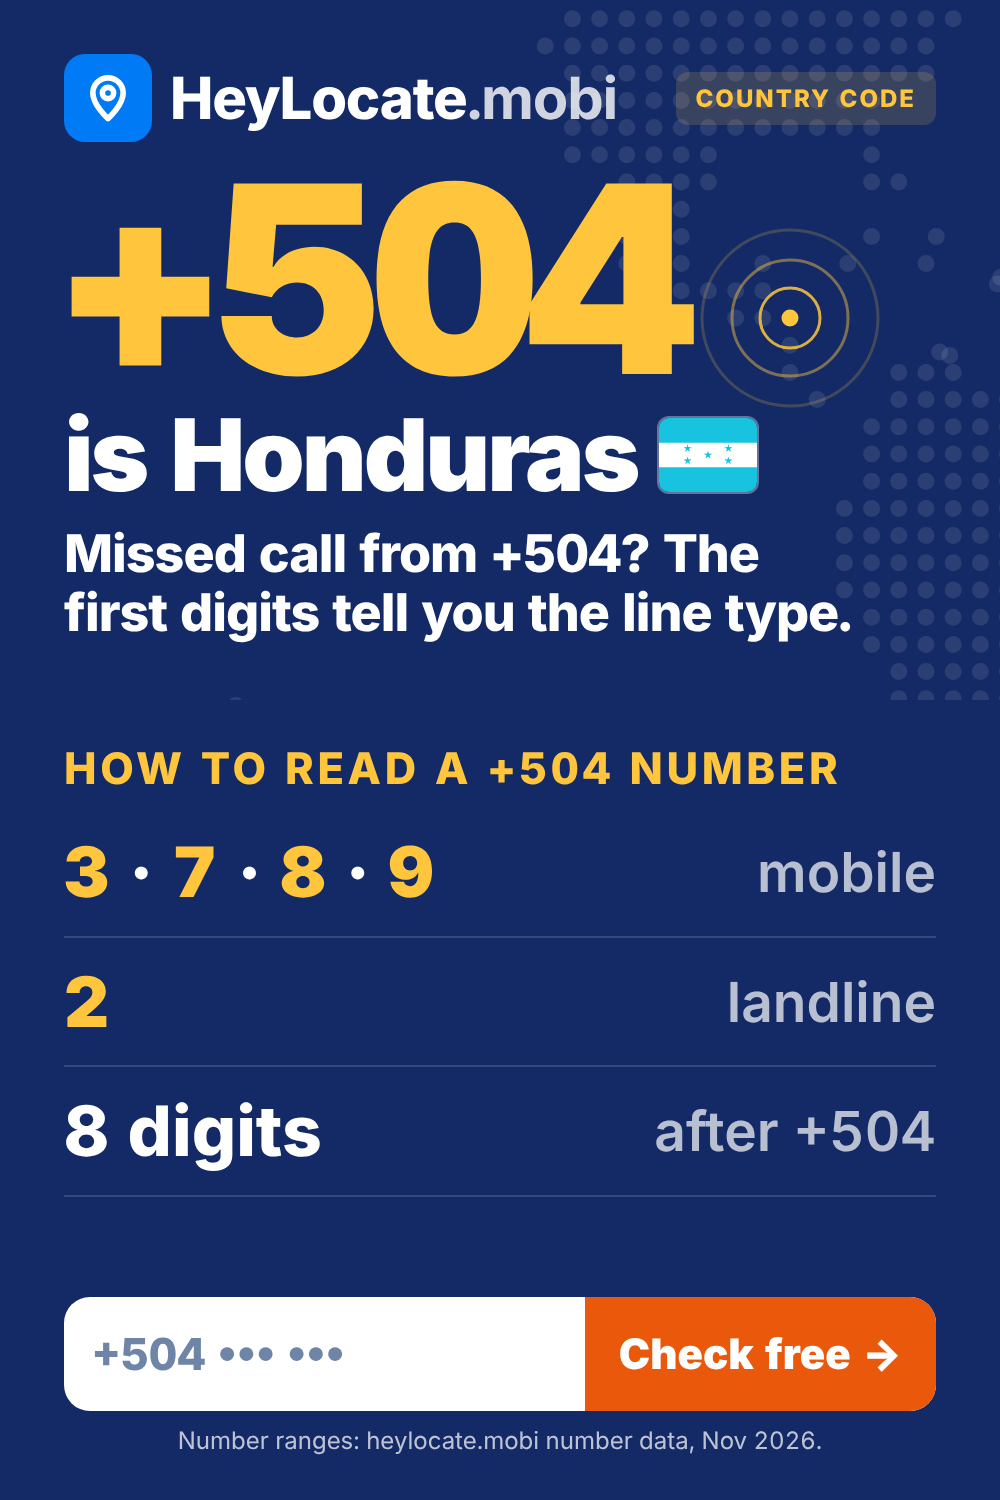 HeyLocate.mobi
COUNTRY CODE
+504
is Honduras
Missed call from +504? The
first digits tell you the line type.
HOW TO READ A +504 NUMBER
3 · 7 · 8 · 9 mobile
2 landline
8 digits after +504
+504 ••• •••
Check free →
Number ranges: heylocate.mobi number data, Nov 2026.